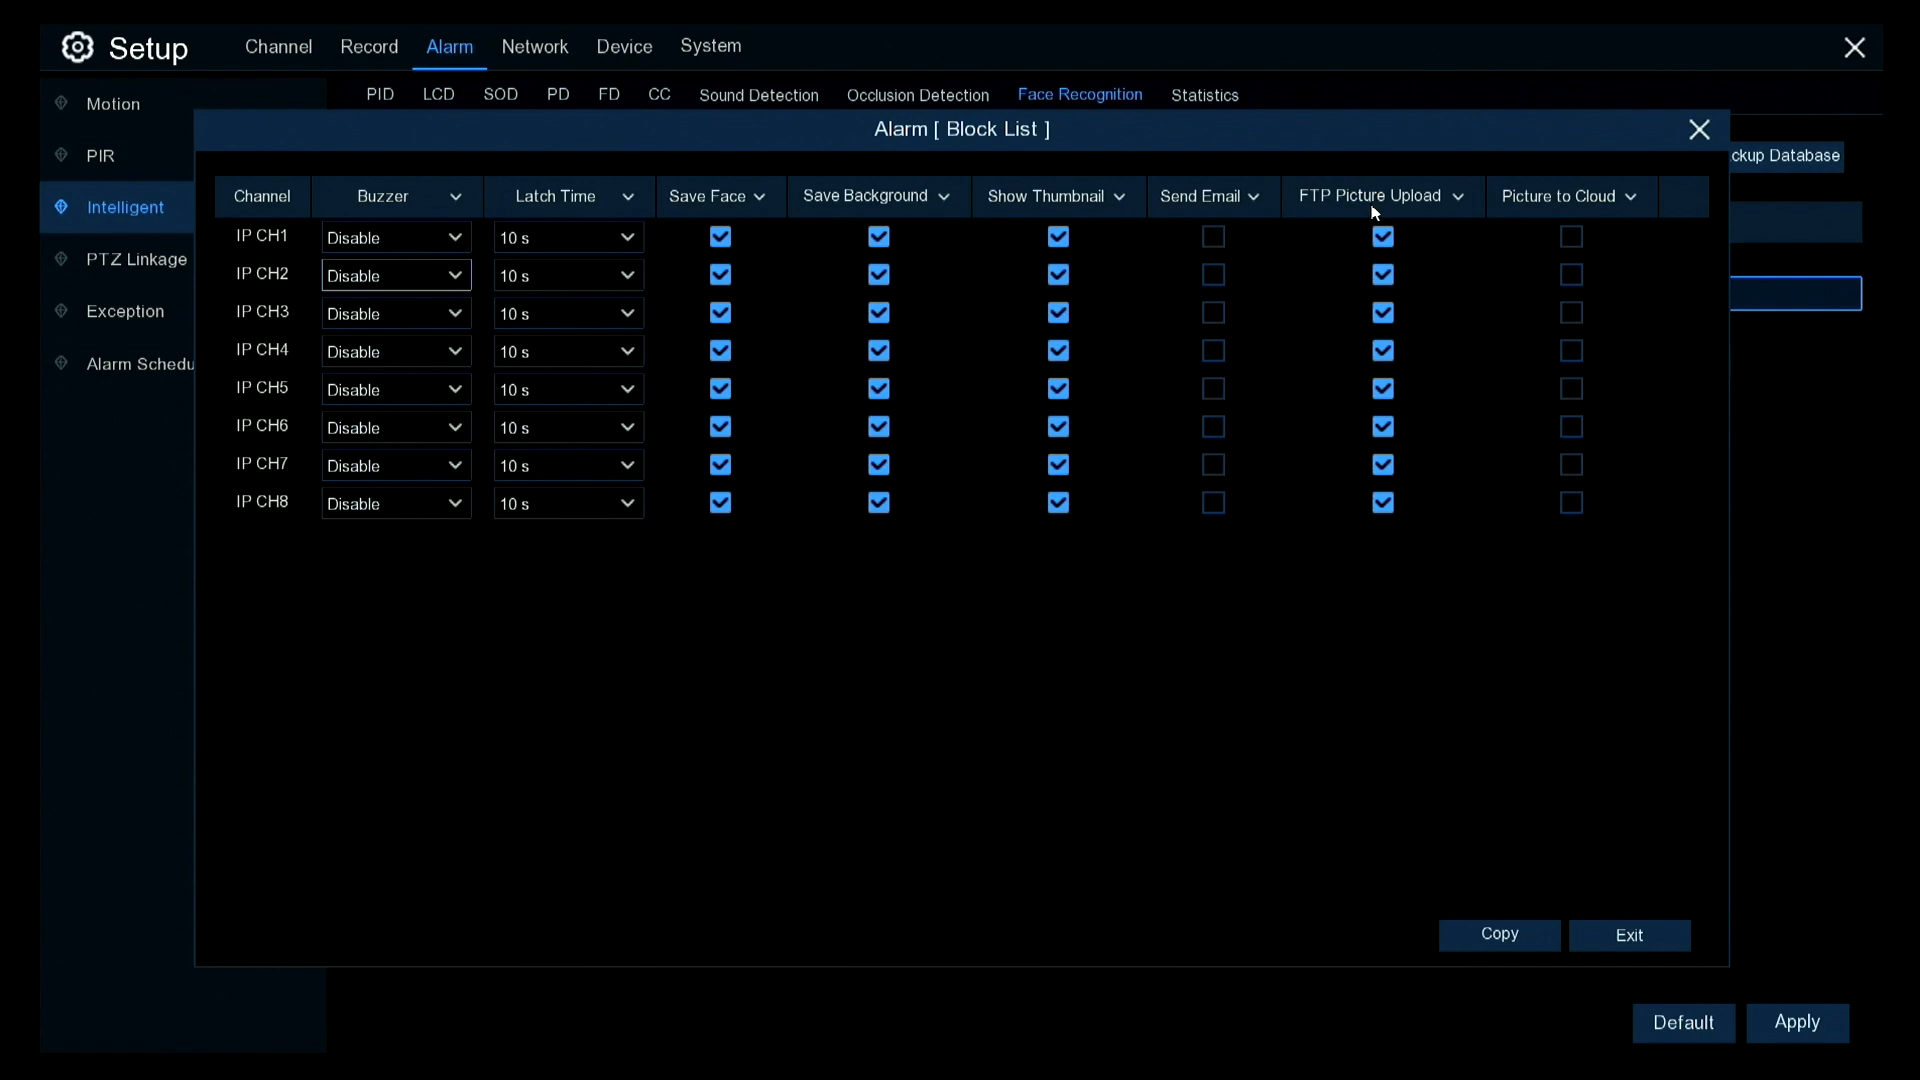 Setup Channel Record Alarm Network Device System
PID LCD SOD PD FD CC Sound Detection Occlusion Detection Face Recognition Statistics
Motion
PIR
Intelligent
PTZ Linkage
Exception
Alarm Schedu
ckup Database
Alarm [ Block List ]
Channel Buzzer Latch Time Save Face Save Background Show Thumbnail Send Email FTP Picture Upload Picture to Cloud
IP CH1 Disable 10 s
IP CH2 Disable 10 s
IP CH3 Disable 10 s
IP CH4 Disable 10 s
IP CH5 Disable 10 s
IP CH6 Disable 10 s
IP CH7 Disable 10 s
IP CH8 Disable 10 s
Copy Exit
Default Apply